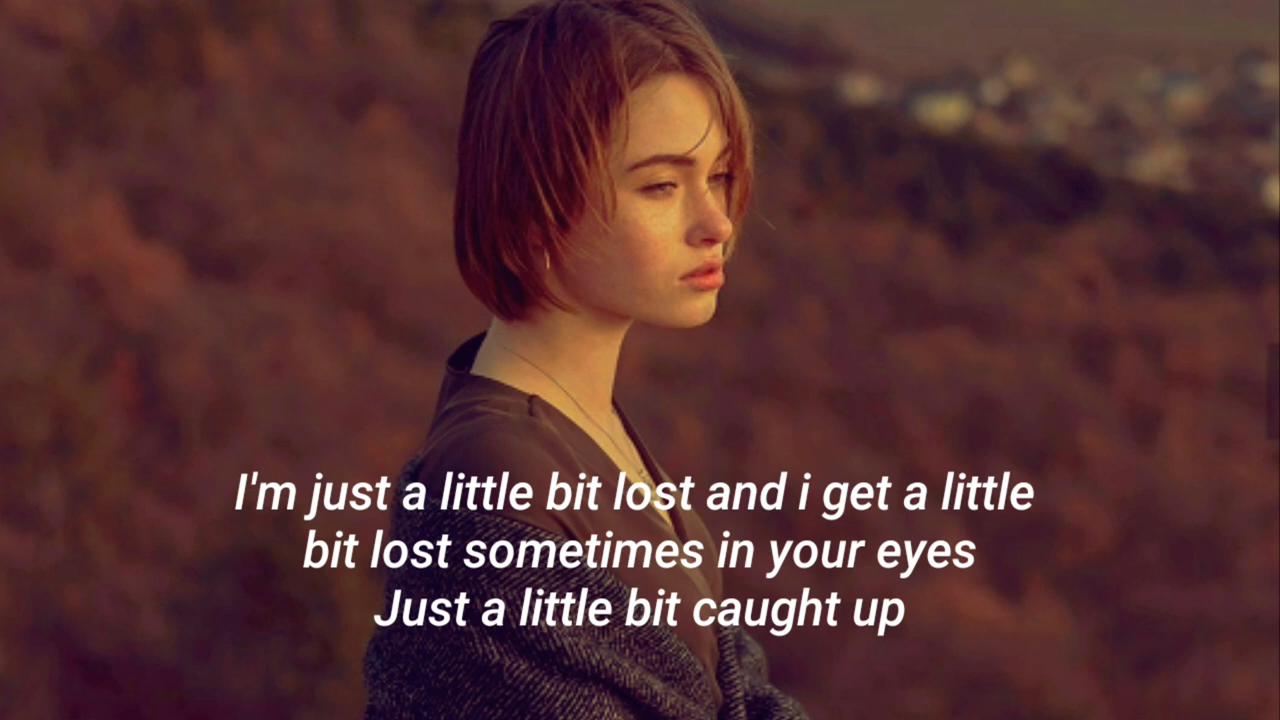 I'm just a little bit lost and i get a little
bit lost sometimes in your eyes
Just a little bit caught up